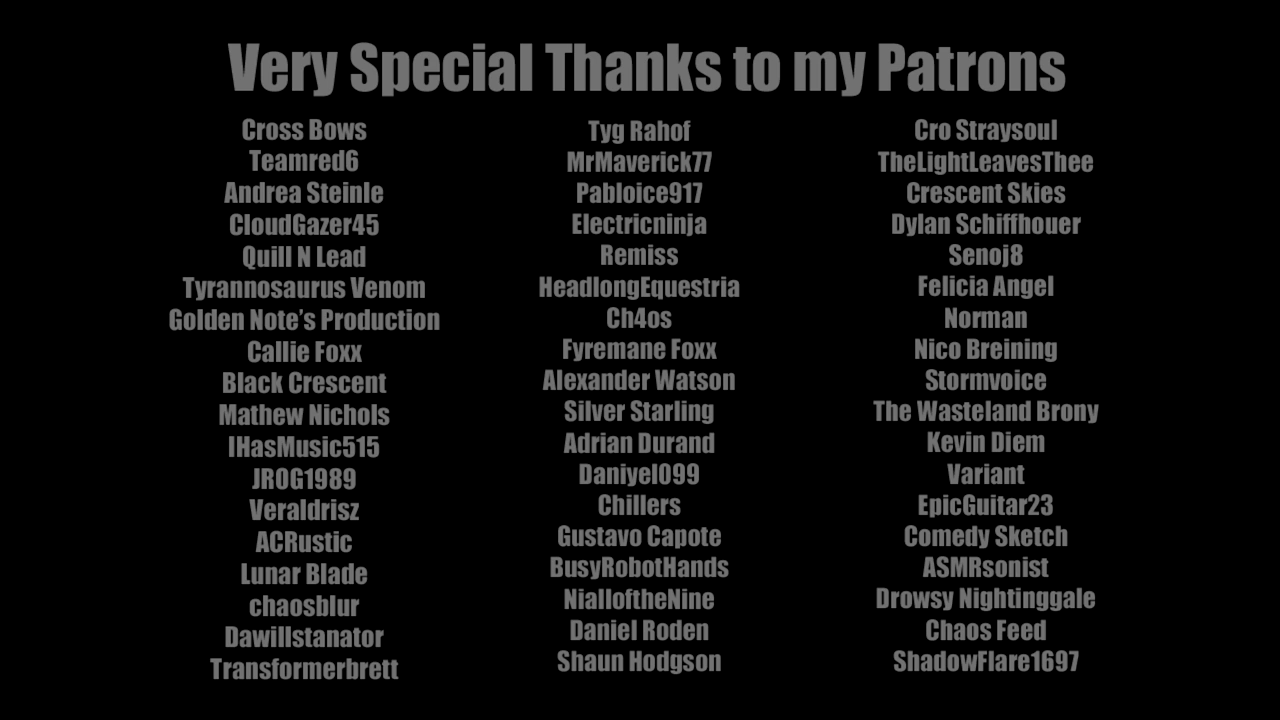 Very Special Thanks to my Patrons
Cross Bows
Teamred6
Andrea Steinle
CloudGazer45
Quill N Lead
Tyrannosaurus Venom
Golden Note’s Production
Callie Foxx
Black Crescent
Mathew Nichols
IHasMusic515
JROG1989
Veraldrisz
ACRustic
Lunar Blade
chaosblur
Dawillstanator
Transformerbrett
Tyg Rahof
MrMaverick77
Pabloice917
Electricninja
Remiss
HeadlongEquestria
Ch4os
Fyremane Foxx
Alexander Watson
Silver Starling
Adrian Durand
Daniyel099
Chillers
Gustavo Capote
BusyRobotHands
NialloftheNine
Daniel Roden
Shaun Hodgson
Cro Straysoul
TheLightLeavesThee
Crescent Skies
Dylan Schiffhouer
Senoj8
Felicia Angel
Norman
Nico Breining
Stormvoice
The Wasteland Brony
Kevin Diem
Variant
EpicGuitar23
Comedy Sketch
ASMRsonist
Drowsy Nightinggale
Chaos Feed
ShadowFlare1697